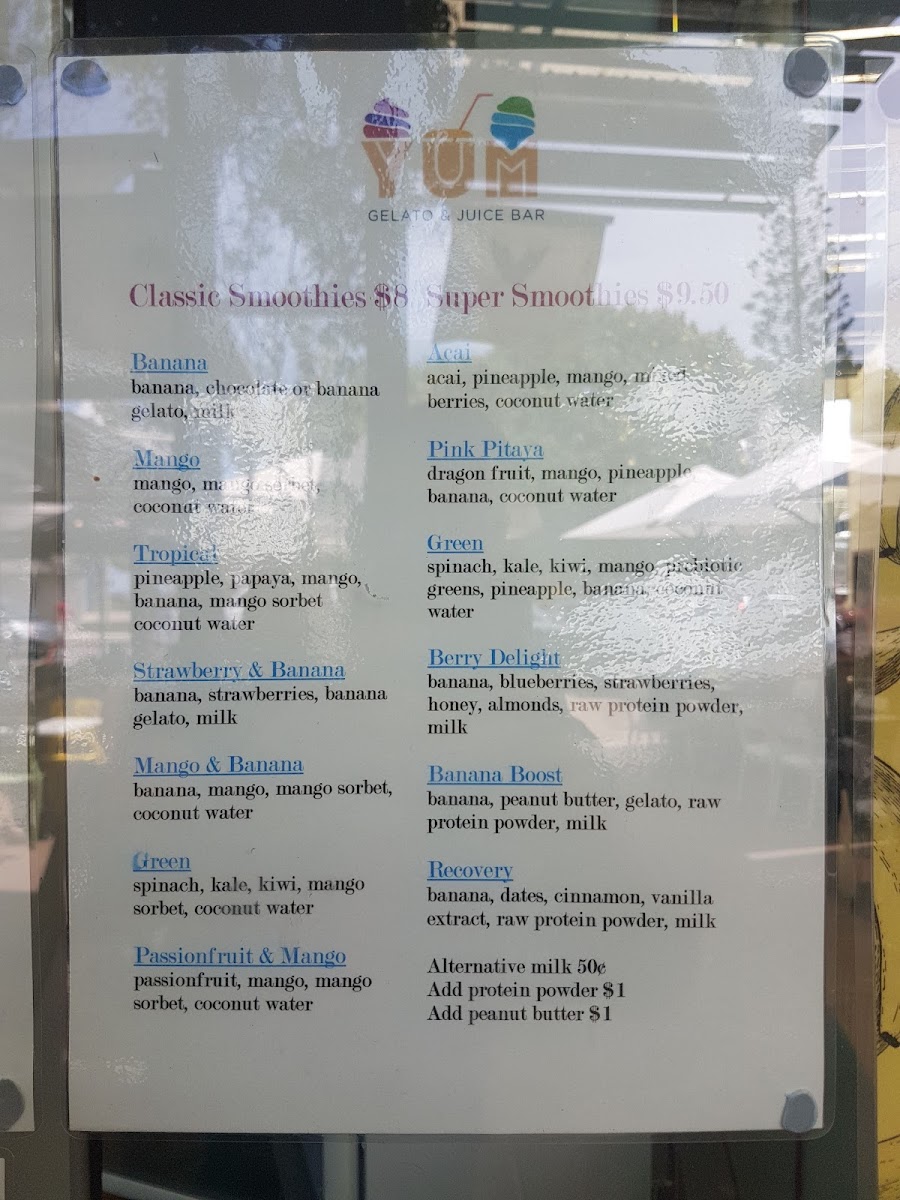 YUM
GELATO & JUICE BAR
Classic Smoothies $8
Banana
banana, chocolate or banana
gelato, milk
Mango
mango, mango sorbet,
coconut water
Tropical
pineapple, papaya, mango,
banana, mango sorbet
coconut water
Strawberry & Banana
banana, strawberries, banana
gelato, milk
Mango & Banana
banana, mango, mango sorbet,
coconut water
Green
spinach, kale, kiwi, mango
sorbet, coconut water
Passionfruit & Mango
passionfruit, mango, mango
sorbet, coconut water
Super Smoothies $9.50
Acai
acai, pineapple, mango, mixed
berries, coconut water
Pink Pitaya
dragon fruit, mango, pineapple
banana, coconut water
Green
spinach, kale, kiwi, mango, probiotic
greens, pineapple, banana, coconut
water
Berry Delight
banana, blueberries, strawberries,
honey, almonds, raw protein powder,
milk
Banana Boost
banana, peanut butter, gelato, raw
protein powder, milk
Recovery
banana, dates, cinnamon, vanilla
extract, raw protein powder, milk
Alternative milk 50¢
Add protein powder $1
Add peanut butter $1